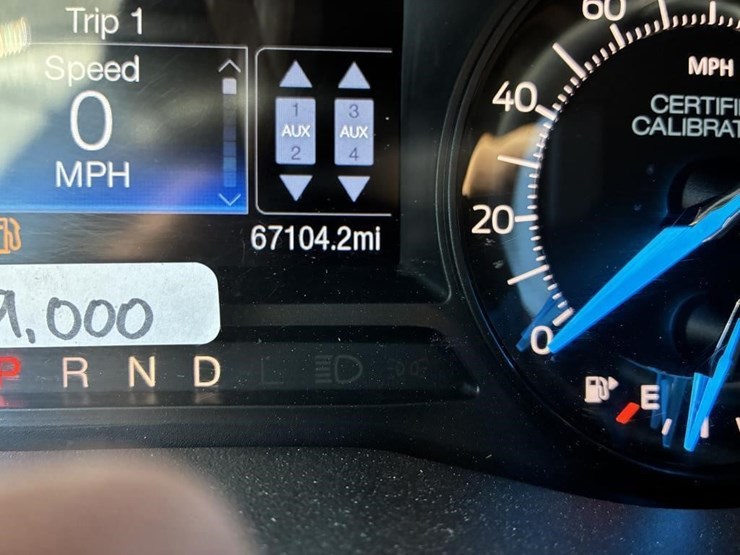 Trip 1
Speed
0
MPH
1
AUX
2
3
AUX
4
67104.2mi
,000
P R N D L
60
40
20
0
MPH
CERTIFI
CALIBRAT
E